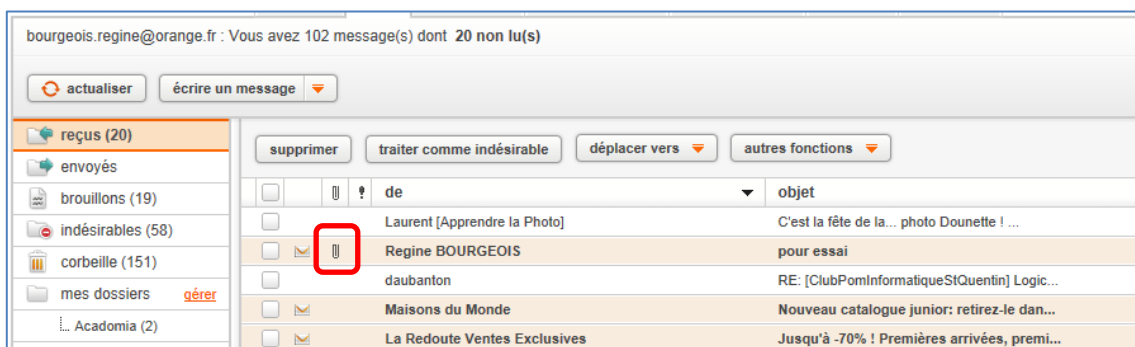 bourgeois.regine@orange.fr : Vous avez 102 message(s) dont 20 non lu(s)
actualiser écrire un message
reçus (20)
envoyés
brouillons (19)
indésirables (58)
corbeille (151)
mes dossiers gérer
Acadomia (2)
supprimer traiter comme indésirable déplacer vers autres fonctions
de objet
Laurent [Apprendre la Photo] C'est la fête de la... photo Dounette ! ...
Regine BOURGEOIS pour essai
daubanton RE: [ClubPomInformatiqueStQuentin] Logic...
Maisons du Monde Nouveau catalogue junior: retirez-le dan...
La Redoute Ventes Exclusives Jusqu'à -70% ! Premières arrivées, premi...